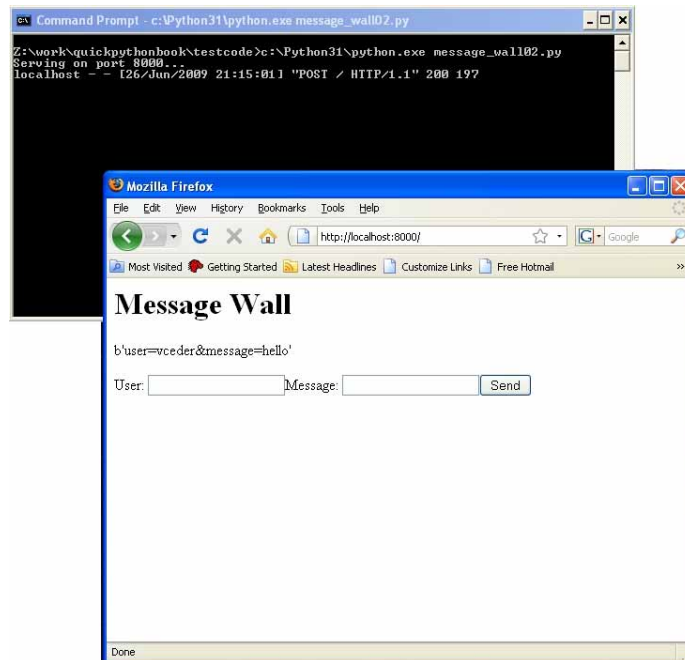 Command Prompt - c:\Python31\python.exe message_wall02.py
Z:\work\quickpythonbook\testcode>c:\Python31\python.exe message_wall02.py
Serving on port 8000...
localhost - - [26/Jun/2009 21:15:01] "POST / HTTP/1.1" 200 197
Mozilla Firefox
File Edit View History Bookmarks Tools Help
http://localhost:8000/ G Google
Most Visited Getting Started Latest Headlines Customize Links Free Hotmail »
Message Wall
b'user=vceder&message=hello'
User: Message: Send
Done